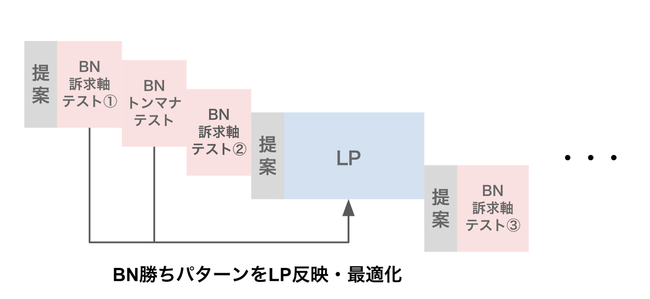 提
案
BN
訴求軸
テスト①
BN
トンマナ
テスト
BN
訴求軸
テスト②
提
案
LP
提
案
BN
訴求軸
テスト③
・・・
BN勝ちパターンをLP反映・最適化